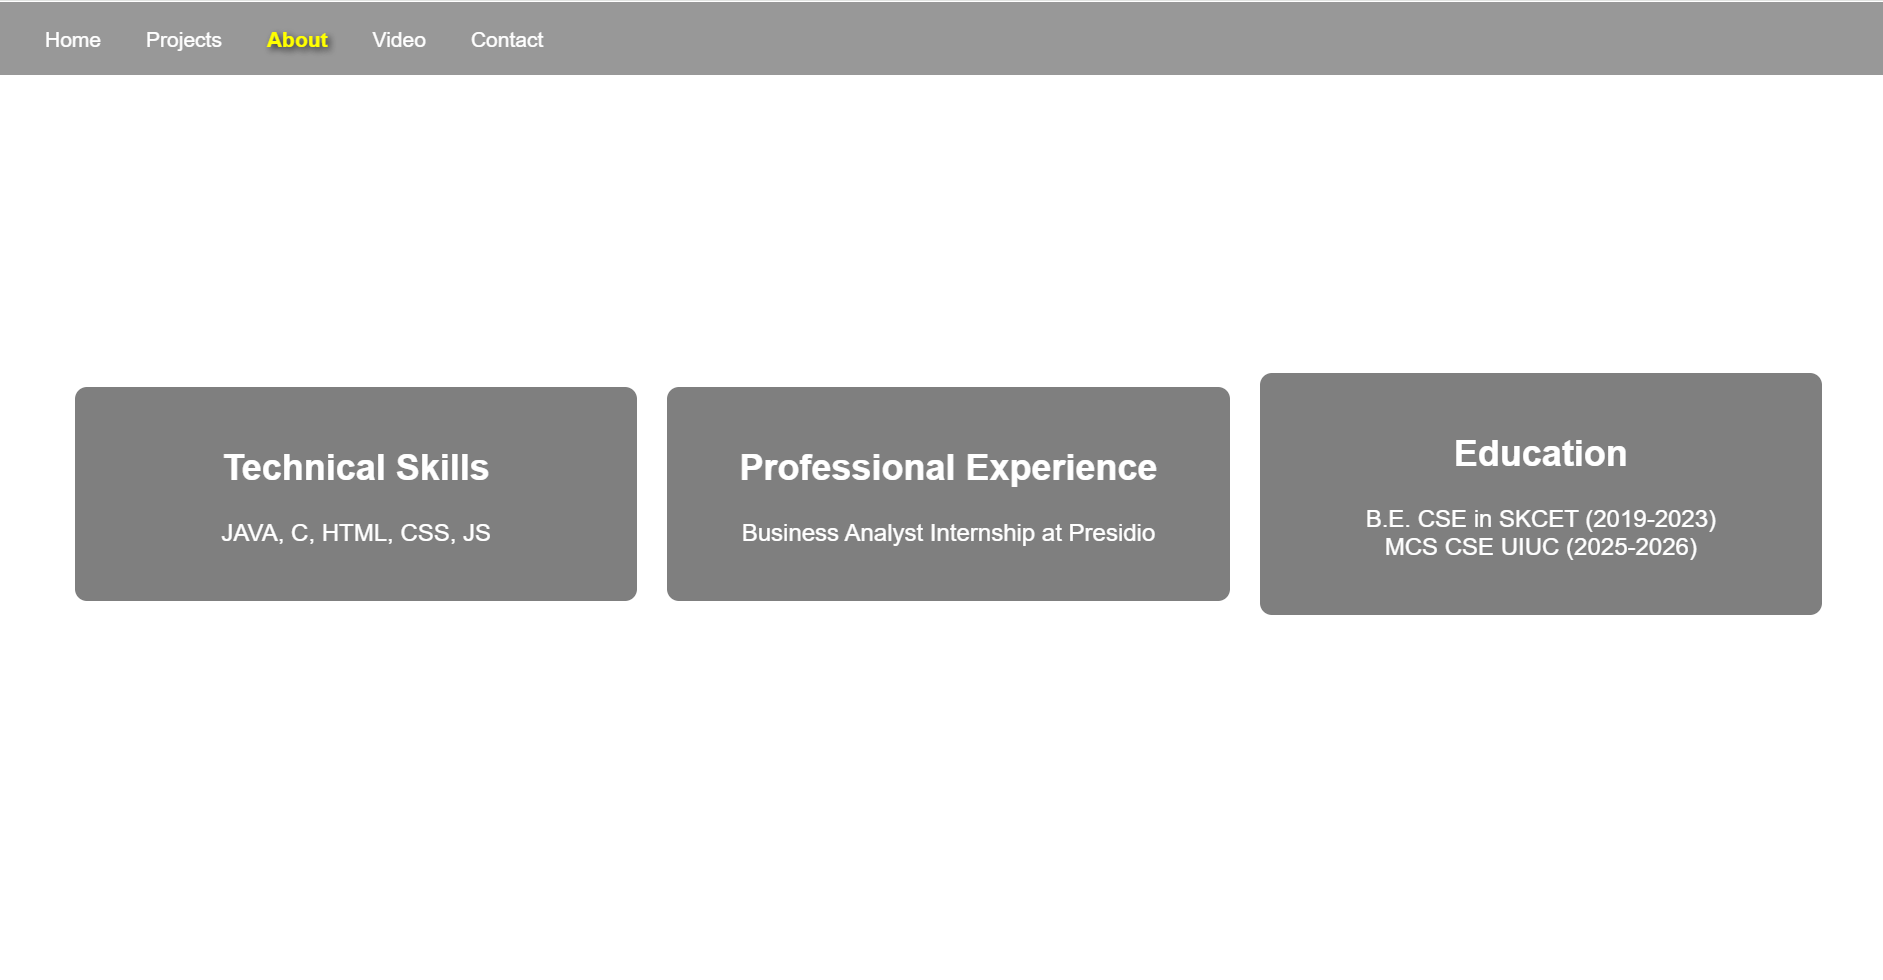 Home Projects About Video Contact
Technical Skills
JAVA, C, HTML, CSS, JS
Professional Experience
Business Analyst Internship at Presidio
Education
B.E. CSE in SKCET (2019-2023)
MCS CSE UIUC (2025-2026)